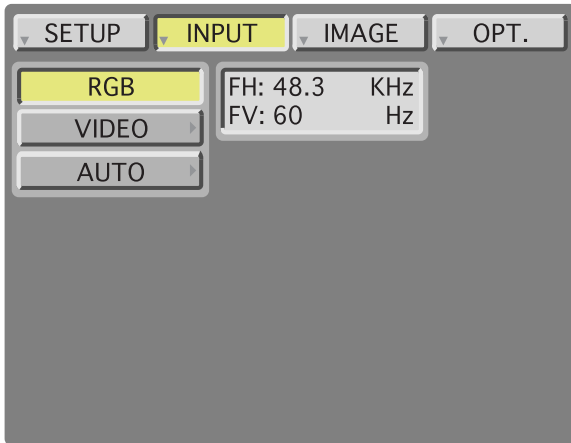 SETUP INPUT IMAGE OPT.
RGB
VIDEO
AUTO
FH: 48.3 KHz
FV: 60 Hz